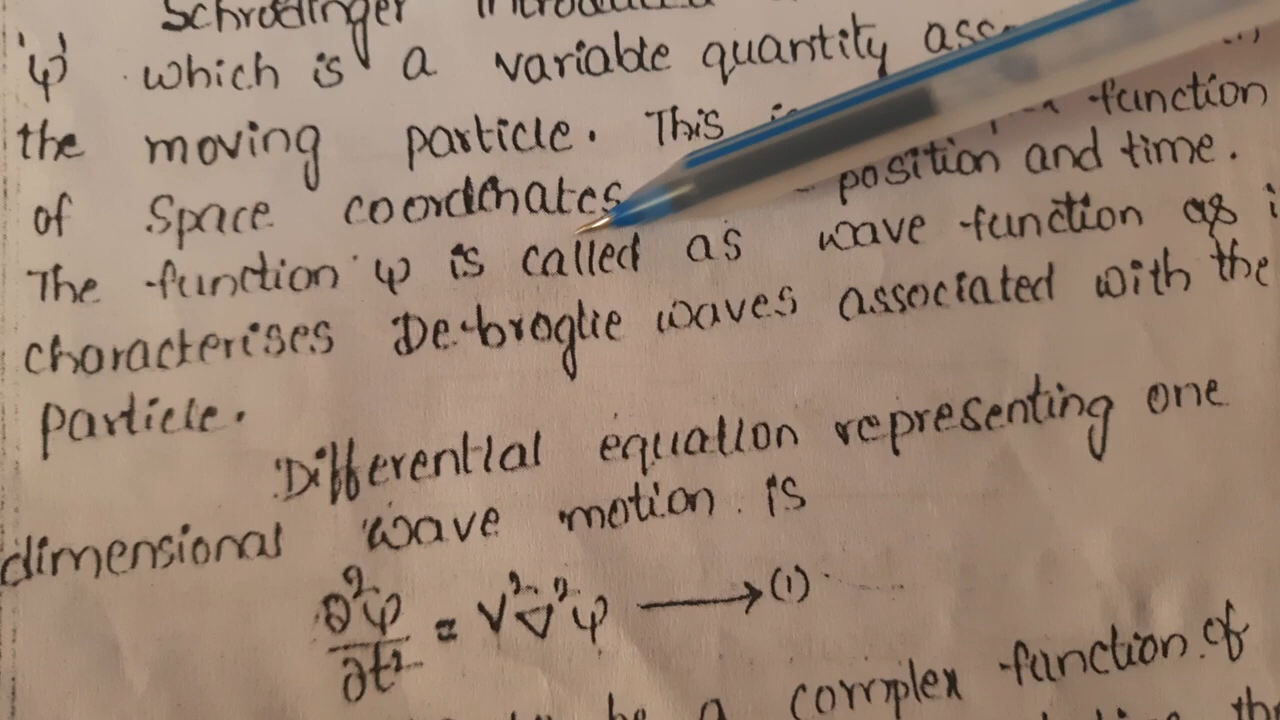 Schrodinger introduced
'ψ' which is a variable quantity
the moving particle. This function
of Space coordinates position and time.
The function ψ is called as wave function as i
characterises De-broglie waves associated with the
particle.
Differential equation representing one
dimensional wave motion is
∂²ψ/∂t² = v²∇²ψ ⟶ (1)
be a complex function of